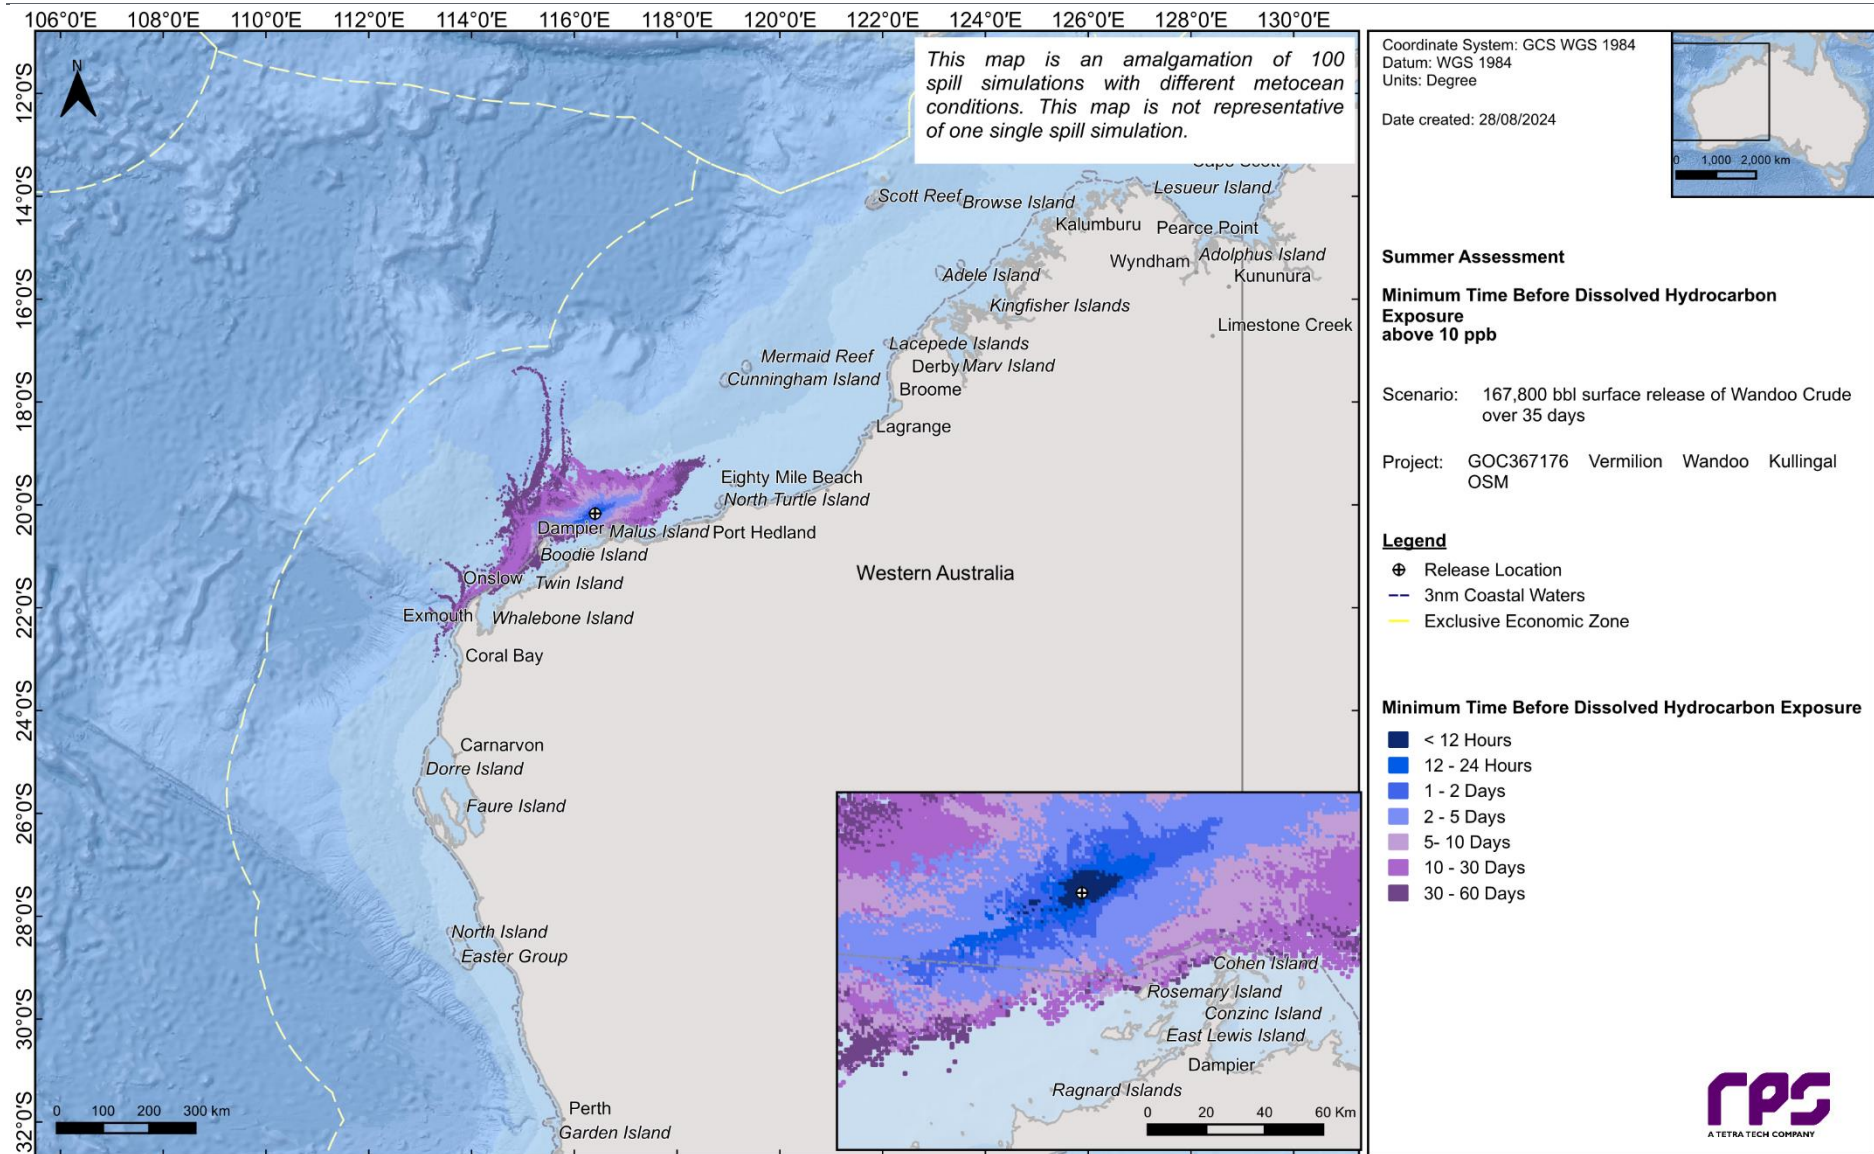 106°0'E 108°0'E 110°0'E 112°0'E 114°0'E 116°0'E 118°0'E 120°0'E 122°0'E 124°0'E 126°0'E 128°0'E 130°0'E
12°0'S
14°0'S
16°0'S
18°0'S
20°0'S
22°0'S
24°0'S
26°0'S
28°0'S
30°0'S
32°0'S
N
This map is an amalgamation of 100
spill simulations with different metocean
conditions. This map is not representative
of one single spill simulation.
Lesueur Island
Scott Reef
Browse Island
Kalumburu
Pearce Point
Wyndham
Adolphus Island
Kununura
Adele Island
Kingfisher Islands
Limestone Creek
Lacepede Islands
Mermaid Reef
Derby
Marv Island
Cunningham Island
Broome
Lagrange
Eighty Mile Beach
North Turtle Island
Dampier
Malus Island
Port Hedland
Boodie Island
Western Australia
Onslow
Twin Island
Exmouth
Whalebone Island
Coral Bay
Carnarvon
Dorre Island
Faure Island
North Island
Easter Group
Perth
Garden Island
0 100 200 300 km
Cohen Island
Rosemary Island
Conzinc Island
East Lewis Island
Dampier
Ragnard Islands
0 20 40 60 Km
Coordinate System: GCS WGS 1984
Datum: WGS 1984
Units: Degree
Date created: 28/08/2024
0 1,000 2,000 km
Summer Assessment
Minimum Time Before Dissolved Hydrocarbon
Exposure
above 10 ppb
Scenario: 167,800 bbl surface release of Wandoo Crude
over 35 days
Project: GOC367176 Vermilion Wandoo Kullingal
OSM
Legend
Release Location
3nm Coastal Waters
Exclusive Economic Zone
Minimum Time Before Dissolved Hydrocarbon Exposure
< 12 Hours
12 - 24 Hours
1 - 2 Days
2 - 5 Days
5- 10 Days
10 - 30 Days
30 - 60 Days
rps
A TETRA TECH COMPANY